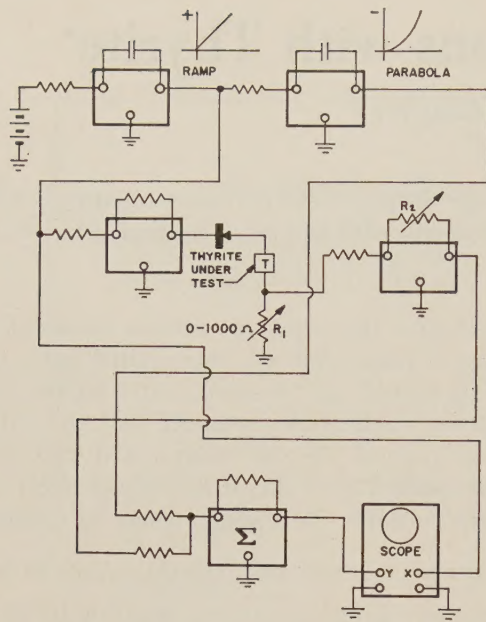 +
RAMP
−
PARABOLA
R₂
THYRITE
UNDER
TEST
T
0-1000 Ω
R₁
Σ
SCOPE
Y X